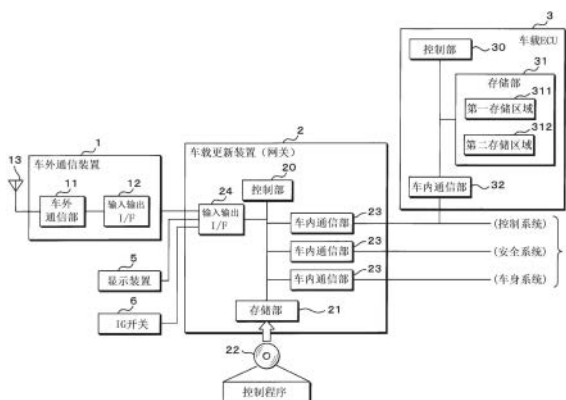 3
车载ECU
控制部
30
31
存储部
311
第一存储区域
312
第二存储区域
车内通信部
32
1
车外通信装置
13
11
车外
通信部
12
输入输出
I/F
2
车载更新装置（网关）
20
控制部
24
输入输出
I/F
23
车内通信部
(控制系统)
23
车内通信部
(安全系统)
23
车内通信部
(车身系统)
5
显示装置
6
IG开关
存储部
21
22
控制程序